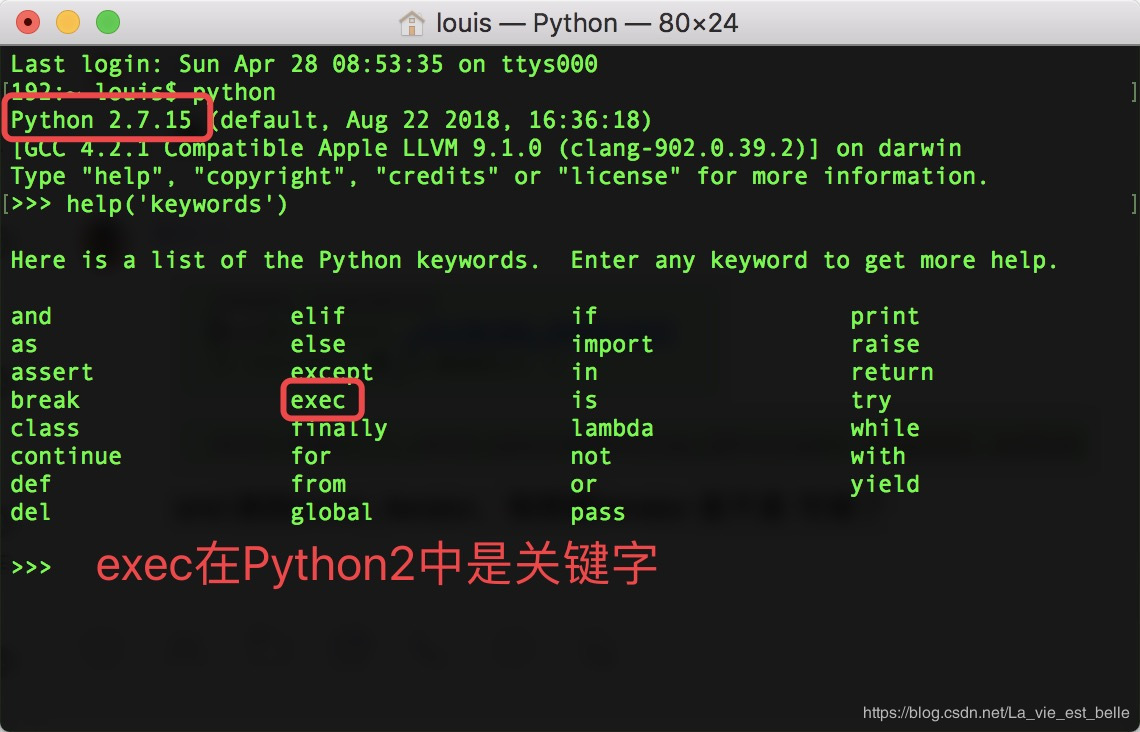 louis — Python — 80×24
Last login: Sun Apr 28 08:53:35 on ttys000
[192:~ louis$ python ]
Python 2.7.15 (default, Aug 22 2018, 16:36:18)
[GCC 4.2.1 Compatible Apple LLVM 9.1.0 (clang-902.0.39.2)] on darwin
Type "help", "copyright", "credits" or "license" for more information.
[>>> help('keywords') ]
Here is a list of the Python keywords.  Enter any keyword to get more help.
and elif if print
as else import raise
assert except in return
break exec is try
class finally lambda while
continue for not with
def from or yield
del global pass
>>> exec在Python2中是关键字
https://blog.csdn.net/La_vie_est_belle